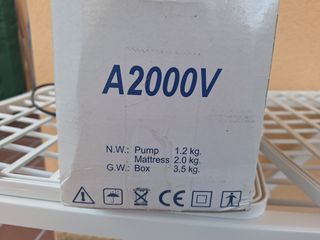 A2000V
N.W.: Pump 1.2 kg.
Mattress 2.0 kg.
G.W.: Box 3.5 kg.
CE